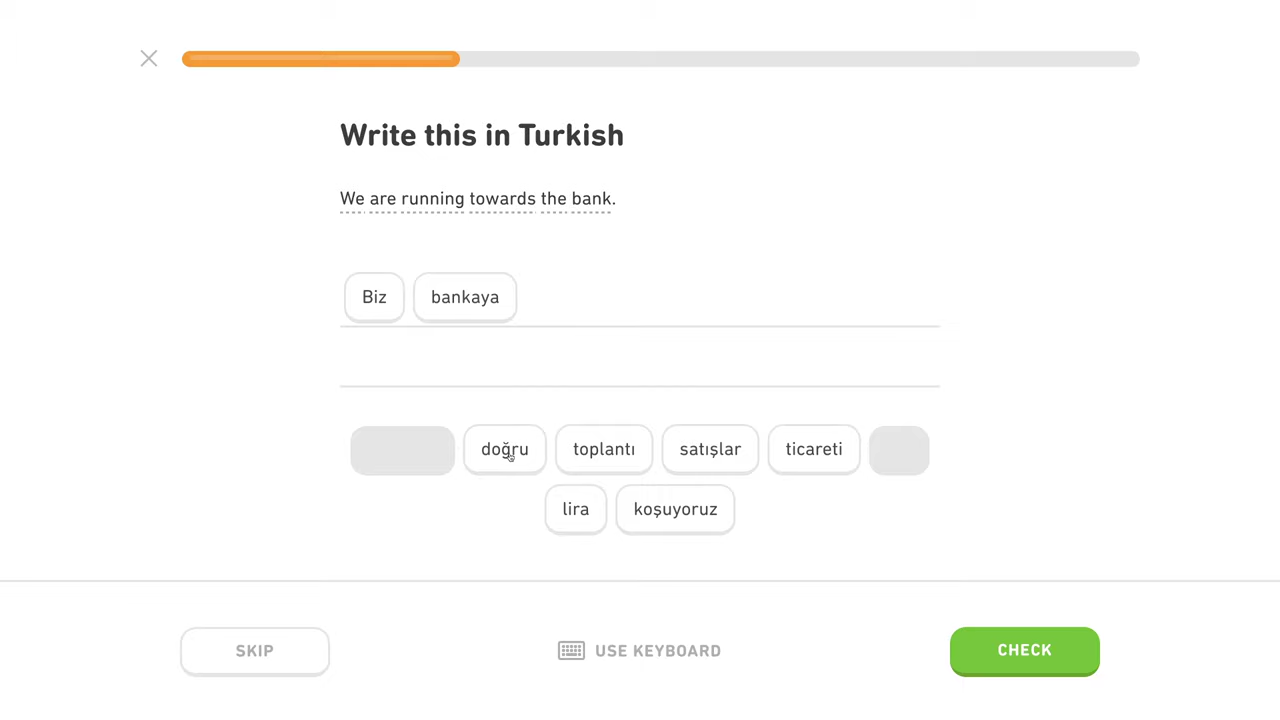 Write this in Turkish
We are running towards the bank.
Biz bankaya
doğru toplantı satışlar ticareti
lira koşuyoruz
SKIP USE KEYBOARD CHECK